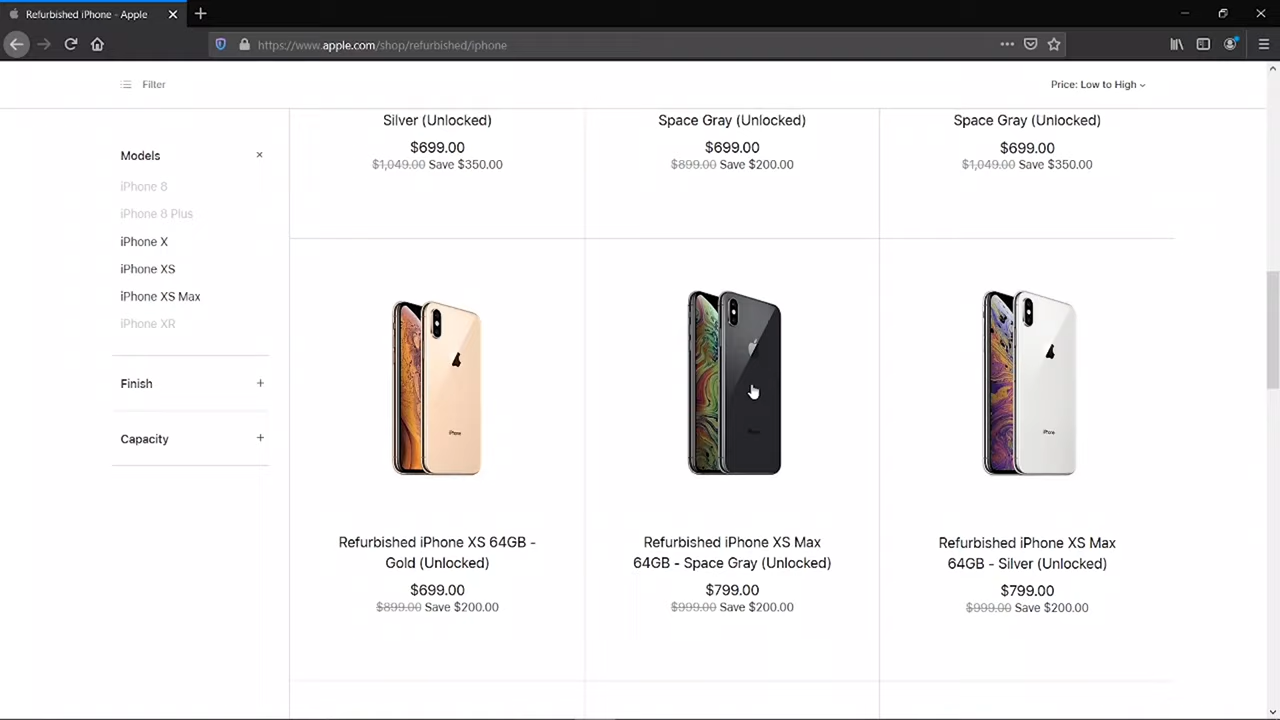 Refurbished iPhone - Apple
https://www.apple.com/shop/refurbished/iphone
Filter
Price: Low to High
Models
iPhone 8
iPhone 8 Plus
iPhone X
iPhone XS
iPhone XS Max
iPhone XR
Finish
Capacity
Silver (Unlocked)
$699.00
$1,049.00 Save $350.00
Space Gray (Unlocked)
$699.00
$899.00 Save $200.00
Space Gray (Unlocked)
$699.00
$1,049.00 Save $350.00
iPhone
iPhone
iPhone
Refurbished iPhone XS 64GB -
Gold (Unlocked)
$699.00
$899.00 Save $200.00
Refurbished iPhone XS Max
64GB - Space Gray (Unlocked)
$799.00
$999.00 Save $200.00
Refurbished iPhone XS Max
64GB - Silver (Unlocked)
$799.00
$999.00 Save $200.00